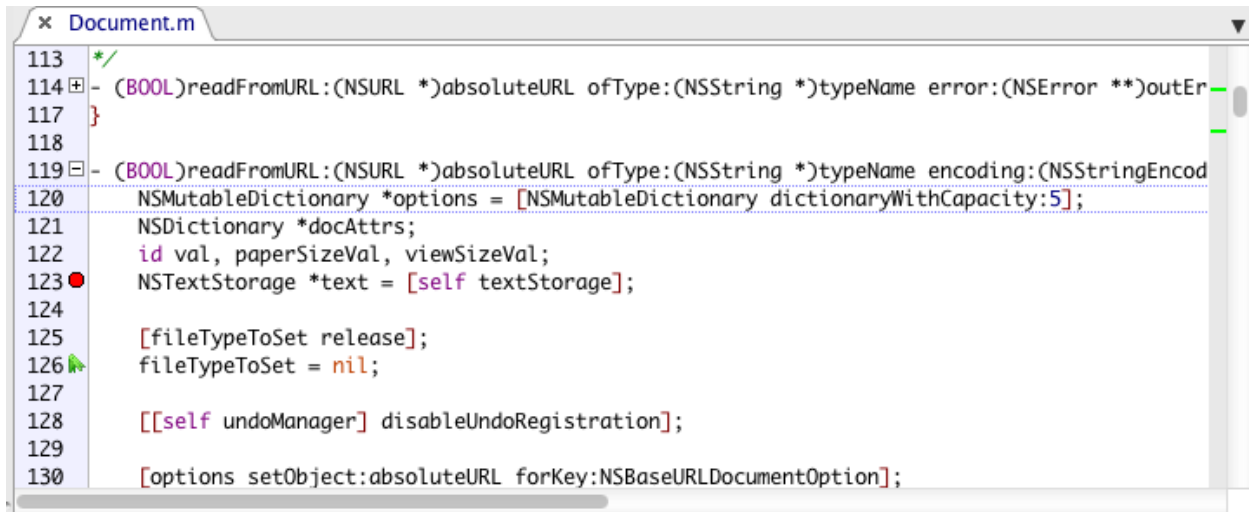 Document.m
113 */
114 - (BOOL)readFromURL:(NSURL *)absoluteURL ofType:(NSString *)typeName error:(NSError **)outEr
117 }
118
119 - (BOOL)readFromURL:(NSURL *)absoluteURL ofType:(NSString *)typeName encoding:(NSStringEncod
120 NSMutableDictionary *options = [NSMutableDictionary dictionaryWithCapacity:5];
121 NSDictionary *docAttrs;
122 id val, paperSizeVal, viewSizeVal;
123 NSTextStorage *text = [self textStorage];
124
125 [fileTypeToSet release];
126 fileTypeToSet = nil;
127
128 [[self undoManager] disableUndoRegistration];
129
130 [options setObject:absoluteURL forKey:NSBaseURLDocumentOption];